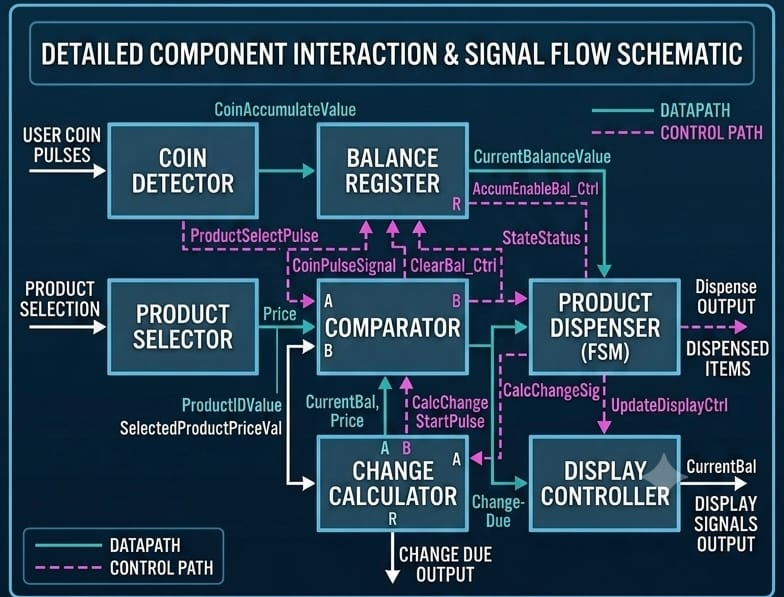 DETAILED COMPONENT INTERACTION & SIGNAL FLOW SCHEMATIC
CoinAccumulateValue
DATAPATH
CONTROL PATH
USER COIN
PULSES
COIN
DETECTOR
BALANCE
REGISTER
R
CurrentBalanceValue
AccumEnableBal_Ctrl
ProductSelectPulse
StateStatus
CoinPulseSignal
ClearBal_Ctrl
PRODUCT
SELECTION
PRODUCT
SELECTOR
Price
A
B
COMPARATOR
B
PRODUCT
DISPENSER
(FSM)
Dispense
OUTPUT
DISPENSED
ITEMS
ProductIDValue
SelectedProductPriceVal
CurrentBal,
Price
CalcChange
StartPulse
CalcChangeSig
UpdateDisplayCtrl
A
B
A
CHANGE
CALCULATOR
R
Change-
Due
DISPLAY
CONTROLLER
CurrentBal
DISPLAY
SIGNALS
OUTPUT
DATAPATH
CONTROL PATH
CHANGE DUE
OUTPUT